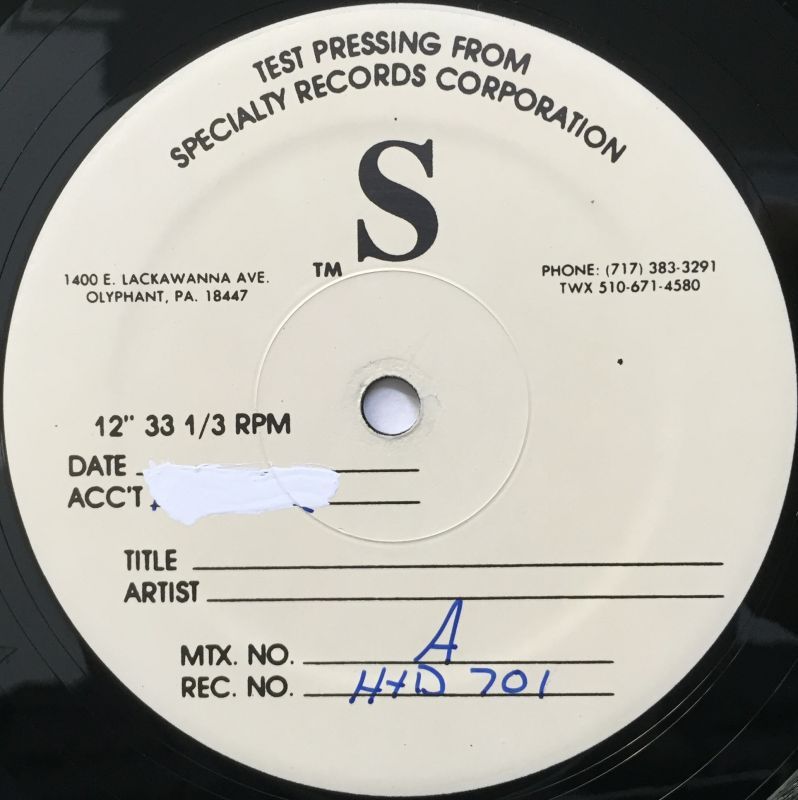 TEST PRESSING FROM
SPECIALTY RECORDS CORPORATION
S
TM
1400 E. LACKAWANNA AVE.
OLYPHANT, PA. 18447
PHONE: (717) 383-3291
TWX 510-671-4580
12" 33 1/3 RPM
DATE
ACC'T
TITLE
ARTIST
MTX. NO. A
REC. NO. H+D 701